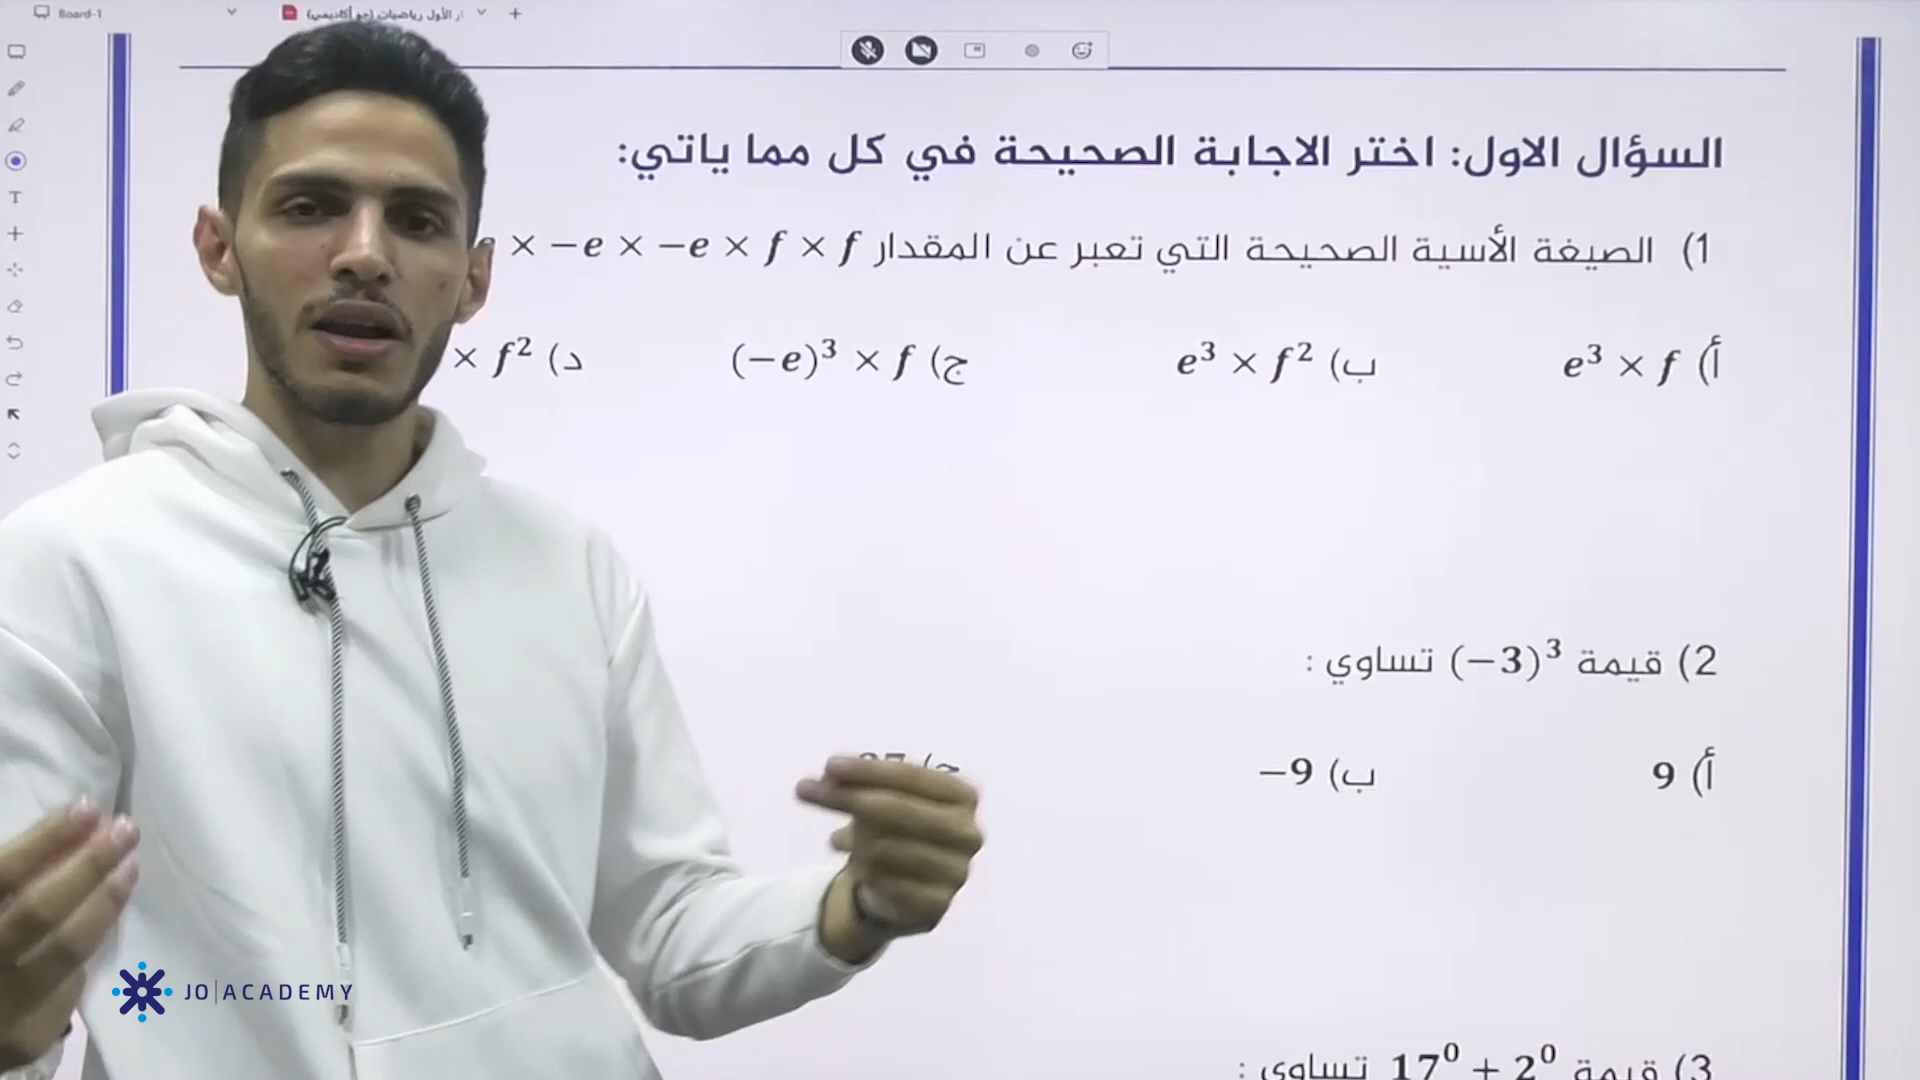 Board-1
السؤال الاول: اختر الاجابة الصحيحة في كل مما ياتي:
1) الصيغة الأسية الصحيحة التي تعبر عن المقدار × −e × −e × f × f
أ) e³ × f ب) e³ × f² ج) (−e)³ × f د) × f²
2) قيمة (−3)³ تساوي :
أ) 9 ب) −9
3) قيمة 17⁰ + 2⁰ تساوي :
JO|ACADEMY